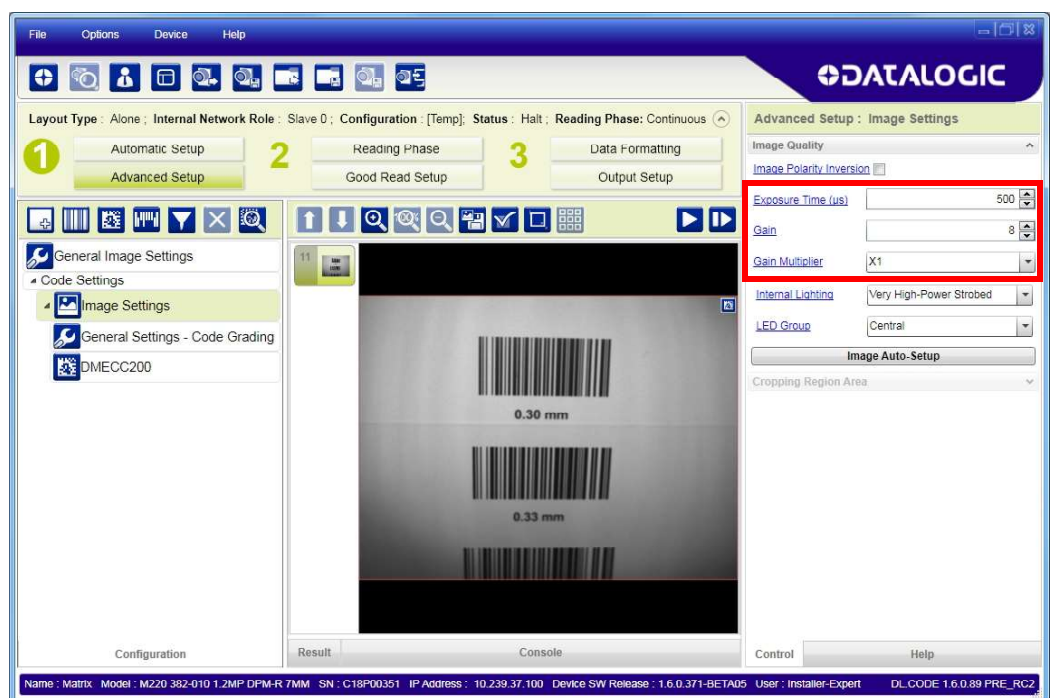 File Options Device Help
DATALOGIC
Layout Type : Alone ; Internal Network Role : Slave 0 ; Configuration : [Temp]; Status : Halt ; Reading Phase: Continuous
1 Automatic Setup 2 Reading Phase 3 Data Formatting
Advanced Setup Good Read Setup Output Setup
General Image Settings
Code Settings
Image Settings
General Settings - Code Grading
DMECC200
Configuration
100%
11
0.30 mm
0.33 mm
Result Console
Advanced Setup : Image Settings
Image Quality
Image Polarity Inversion
Exposure Time (us) 500
Gain 8
Gain Multiplier X1
Internal Lighting Very High-Power Strobed
LED Group Central
Image Auto-Setup
Cropping Region Area
Control Help
Name : Matrix Model : M220 382-010 1.2MP DPM-R 7MM SN : C18P00351 IP Address : 10.239.37.100 Device SW Release : 1.6.0.371-BETA05 User : Installer-Expert DL.CODE 1.6.0.89 PRE_RC2